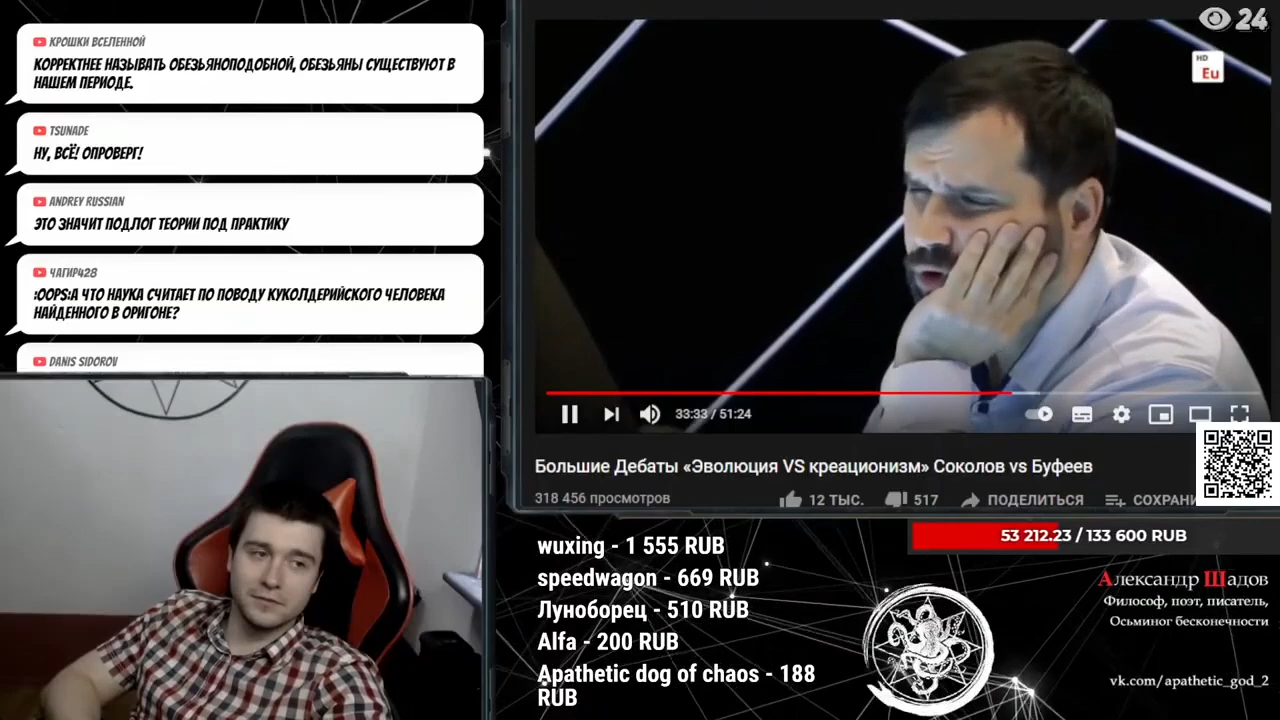 КРОШКИ ВСЕЛЕННОЙ
КОРРЕКТНЕЕ НАЗЫВАТЬ ОБЕЗЬЯНОПОДОБНОЙ, ОБЕЗЬЯНЫ СУЩЕСТВУЮТ В
НАШЕМ ПЕРИОДЕ.
TSUNADE
НУ, ВСЁ! ОПРОВЕРГ!
ANDREY RUSSIAN
ЭТО ЗНАЧИТ ПОДЛОГ ТЕОРИИ ПОД ПРАКТИКУ
ЧАГИР428
:OOPS:А ЧТО НАУКА СЧИТАЕТ ПО ПОВОДУ КУКОЛДЕРИЙСКОГО ЧЕЛОВЕКА
НАЙДЕННОГО В ОРИГОНЕ?
DANIS SIDOROV
24
HD
Eu
33:33 / 51:24
Большие Дебаты «Эволюция VS креационизм» Соколов vs Буфеев
318 456 просмотров
12 ТЫС.
517
ПОДЕЛИТЬСЯ
СОХРАНИ
53 212.23 / 133 600 RUB
wuxing - 1 555 RUB
speedwagon - 669 RUB
Луноборец - 510 RUB
Alfa - 200 RUB
Apathetic dog of chaos - 188
RUB
Александр Шадов
Философ, поэт, писатель,
Осьминог бесконечности
vk.com/apathetic_god_2